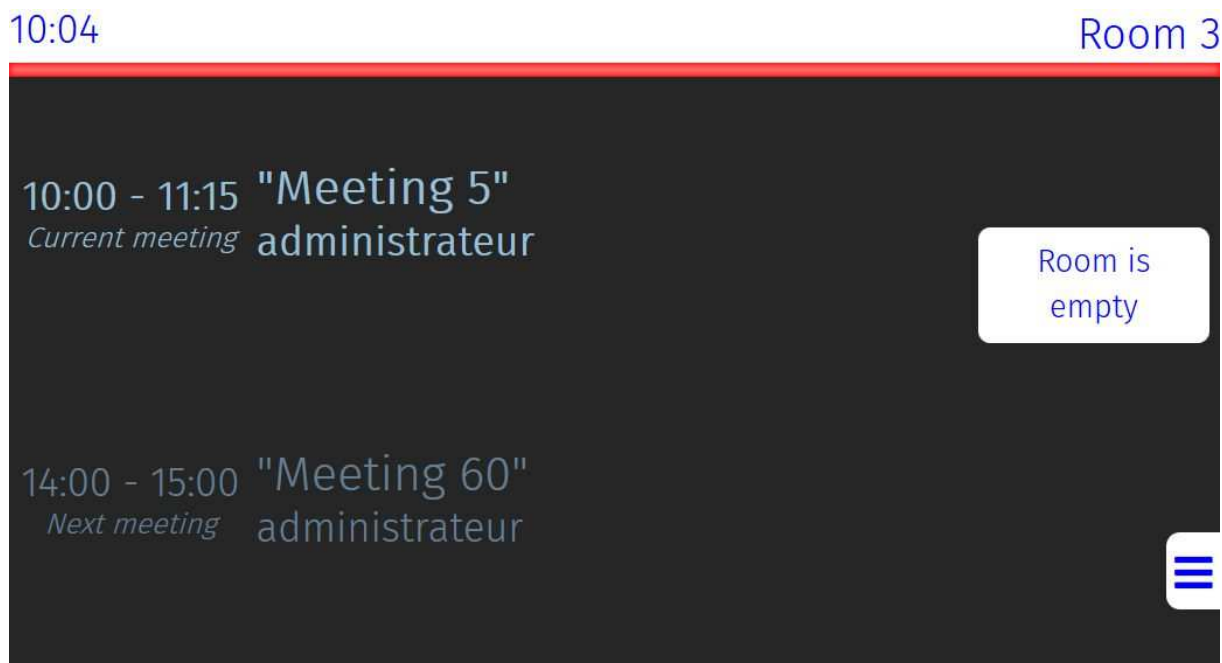 10:04
Room 3
10:00 - 11:15 "Meeting 5"
Current meeting administrateur
Room is
empty
14:00 - 15:00 "Meeting 60"
Next meeting administrateur